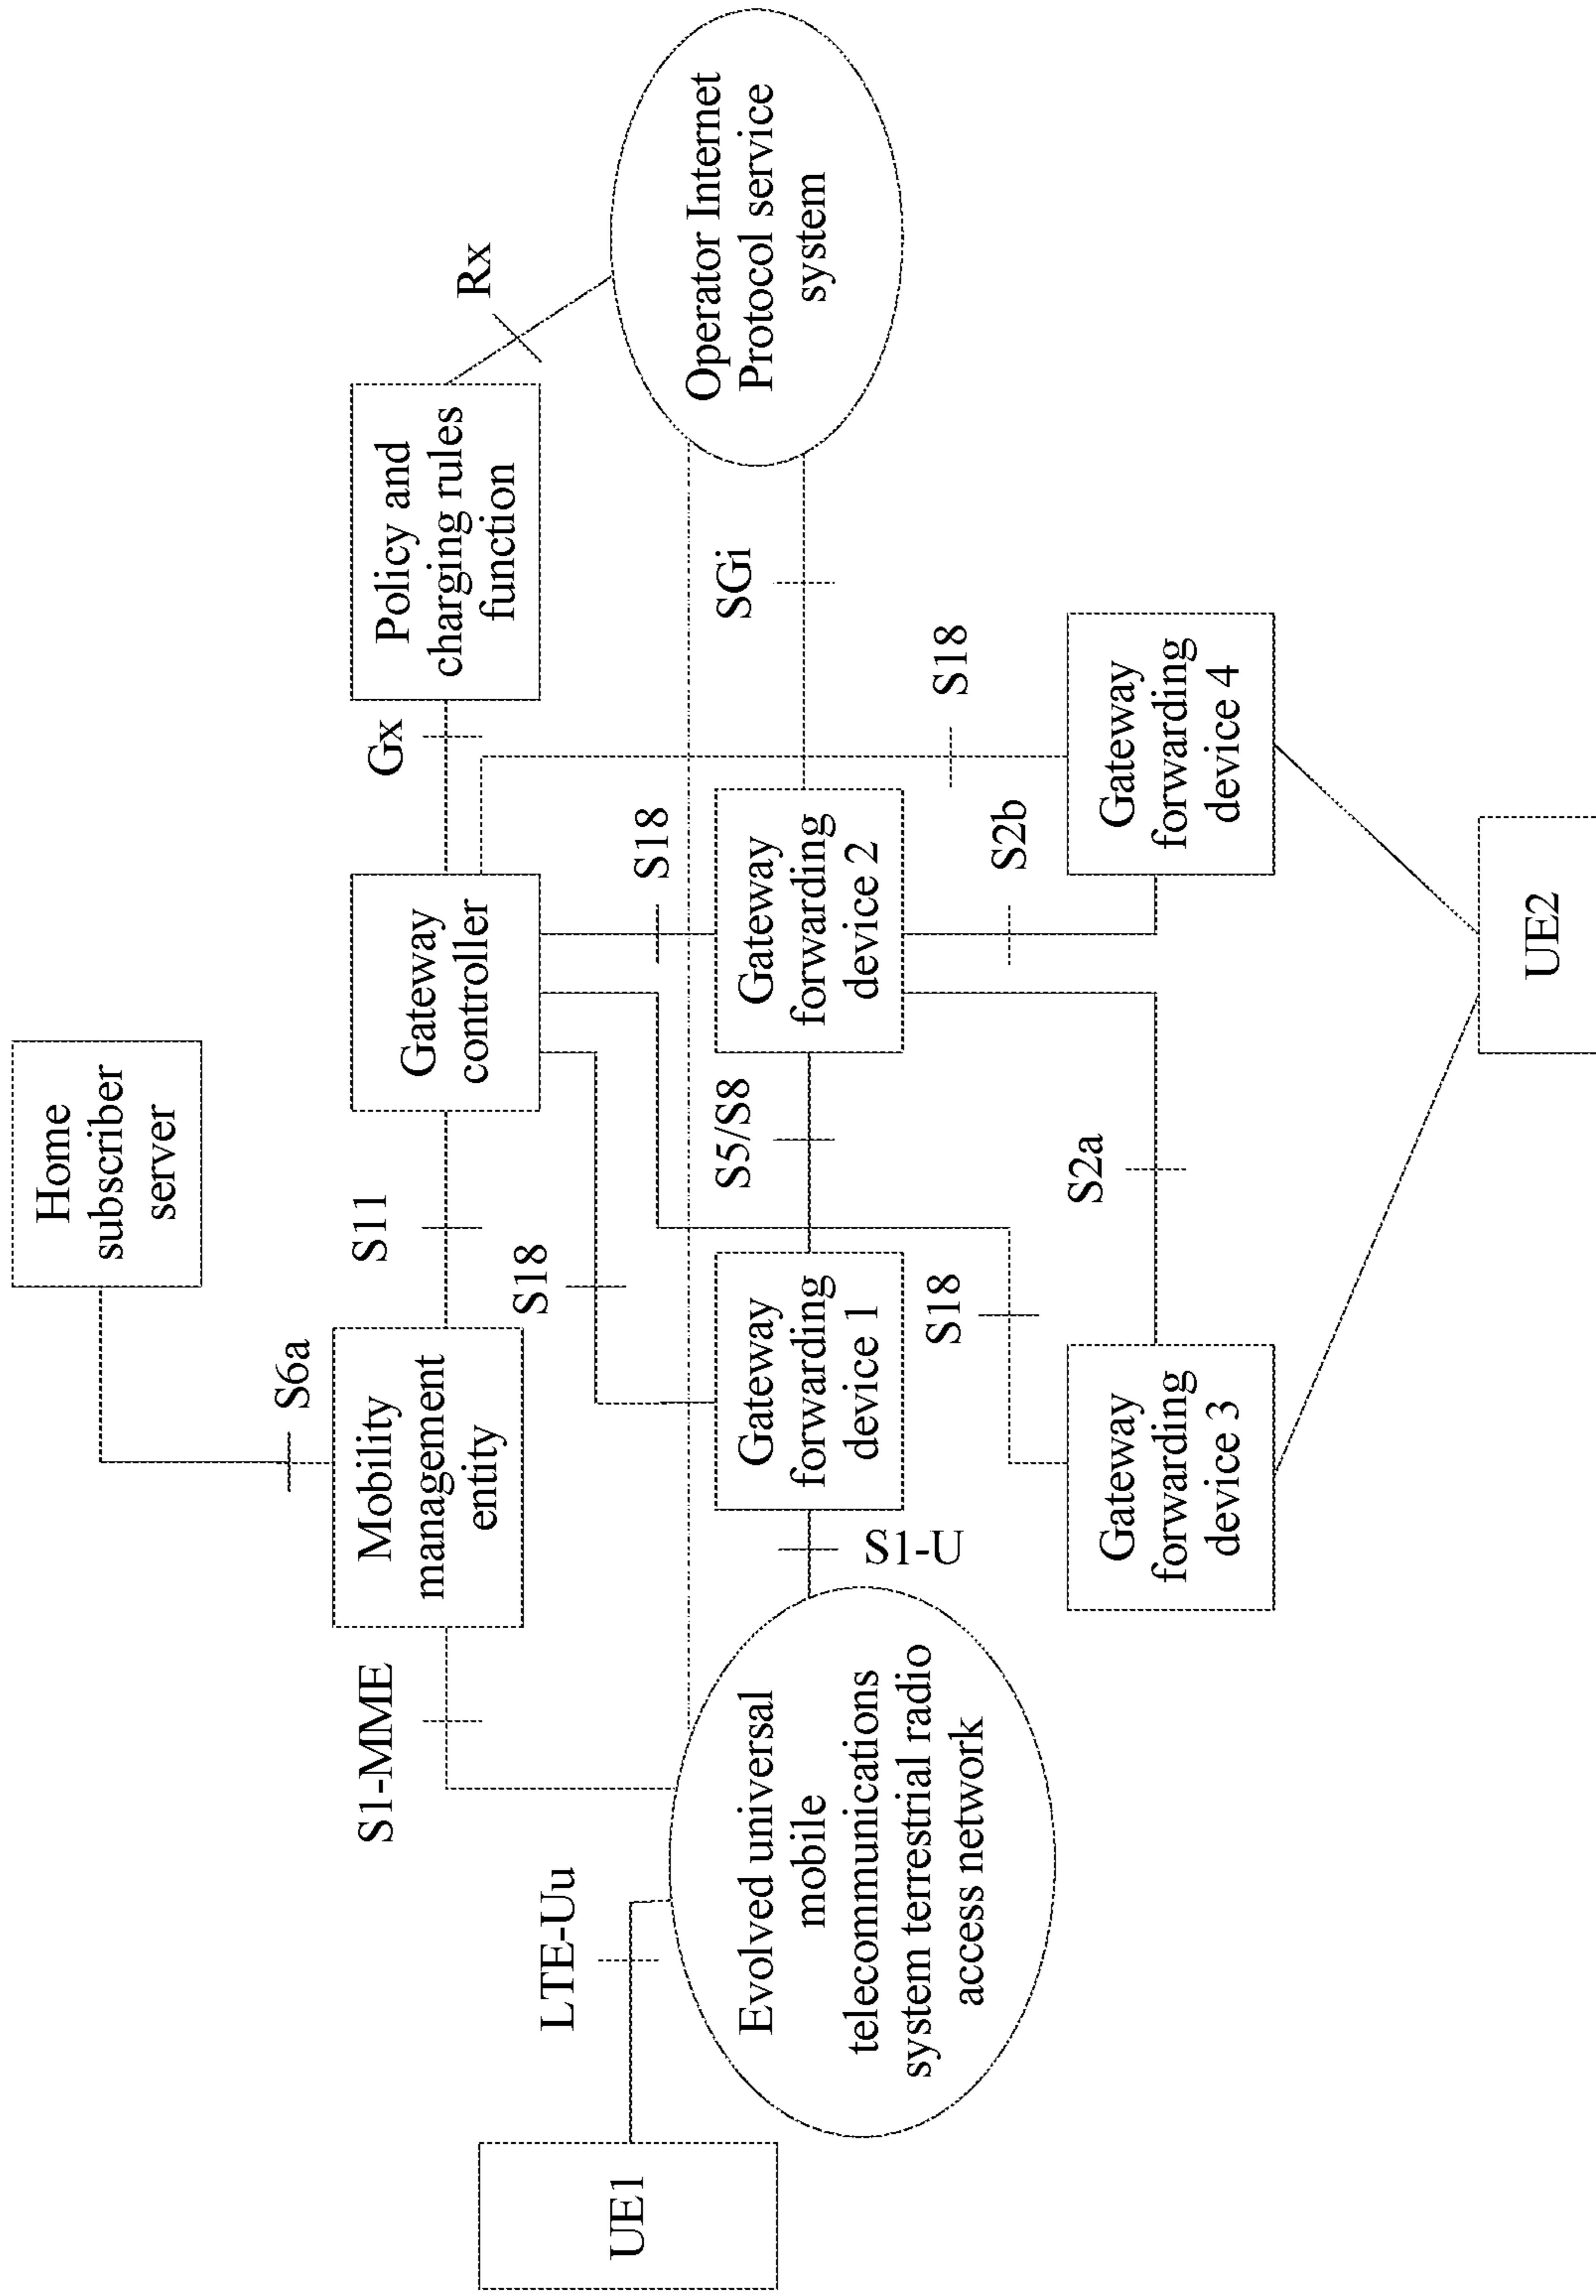 Home
subscriber
server
S6a
S1-MME
Mobility
management
entity
S11
Gateway
controller
Gx
Policy and
charging rules
function
Rx
LTE-Uu
S18
S18
UE1
Evolved universal
mobile
telecommunications
system terrestrial radio
access network
S1-U
Gateway
forwarding
device 1
S5/S8
Gateway
forwarding
device 2
SGi
Operator Internet
Protocol service
system
S18
S2b
S18
Gateway
forwarding
device 3
S2a
Gateway
forwarding
device 4
UE2